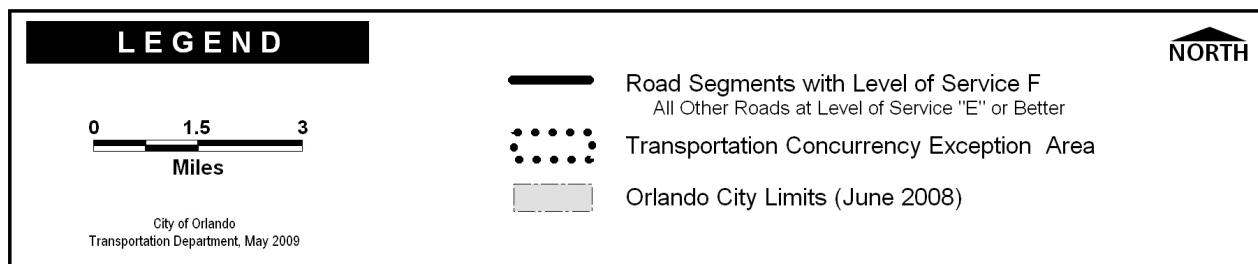 LEGEND
NORTH
0 1.5 3
Miles
City of Orlando
Transportation Department, May 2009
Road Segments with Level of Service F
All Other Roads at Level of Service "E" or Better
Transportation Concurrency Exception Area
Orlando City Limits (June 2008)